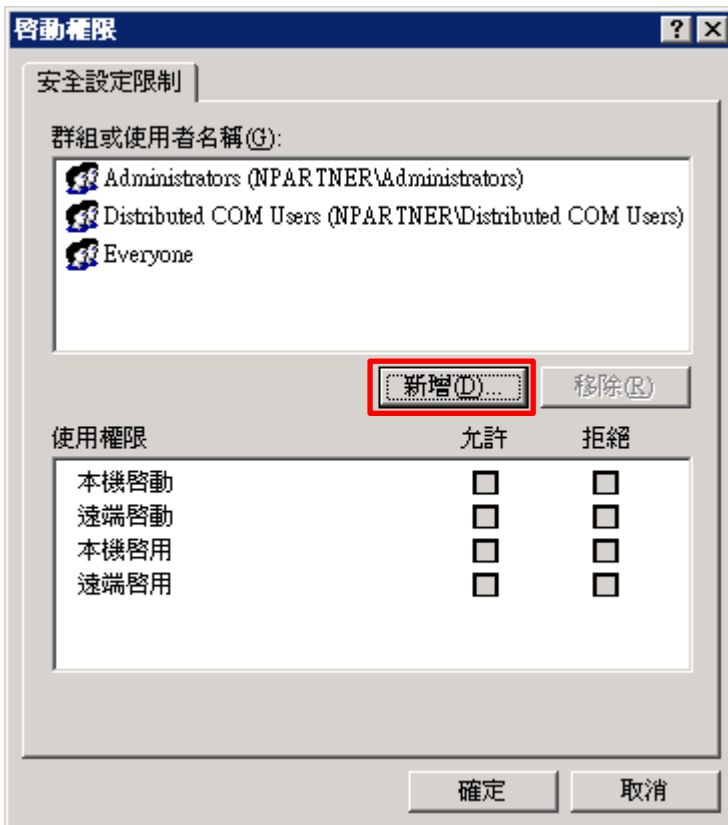 啓動權限
安全設定限制
群組或使用者名稱(G):
Administrators (NPARTNER\Administrators)
Distributed COM Users (NPARTNER\Distributed COM Users)
Everyone
新增(D)... 移除(R)
使用權限 允許 拒絕
本機啓動
遠端啓動
本機啓用
遠端啓用
確定 取消